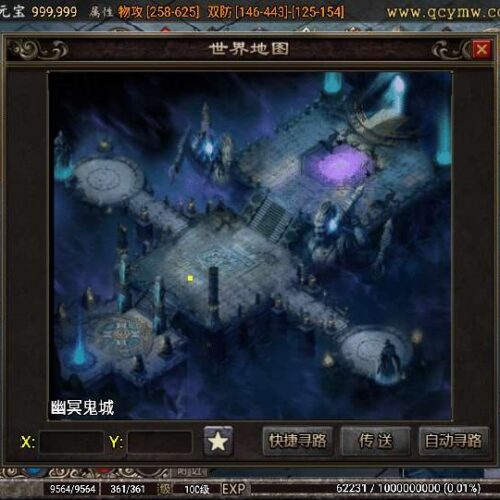 元宝 999,999 属性 物攻 [258-625] 双防 [146-443]-[125-154] www.qcymw.com
世界地图
幽冥鬼城
X: Y: 快捷寻路 传送 自动寻路
附近
9564/9564 361/361 100级 EXP 62231 / 1000000000 (0.01%)